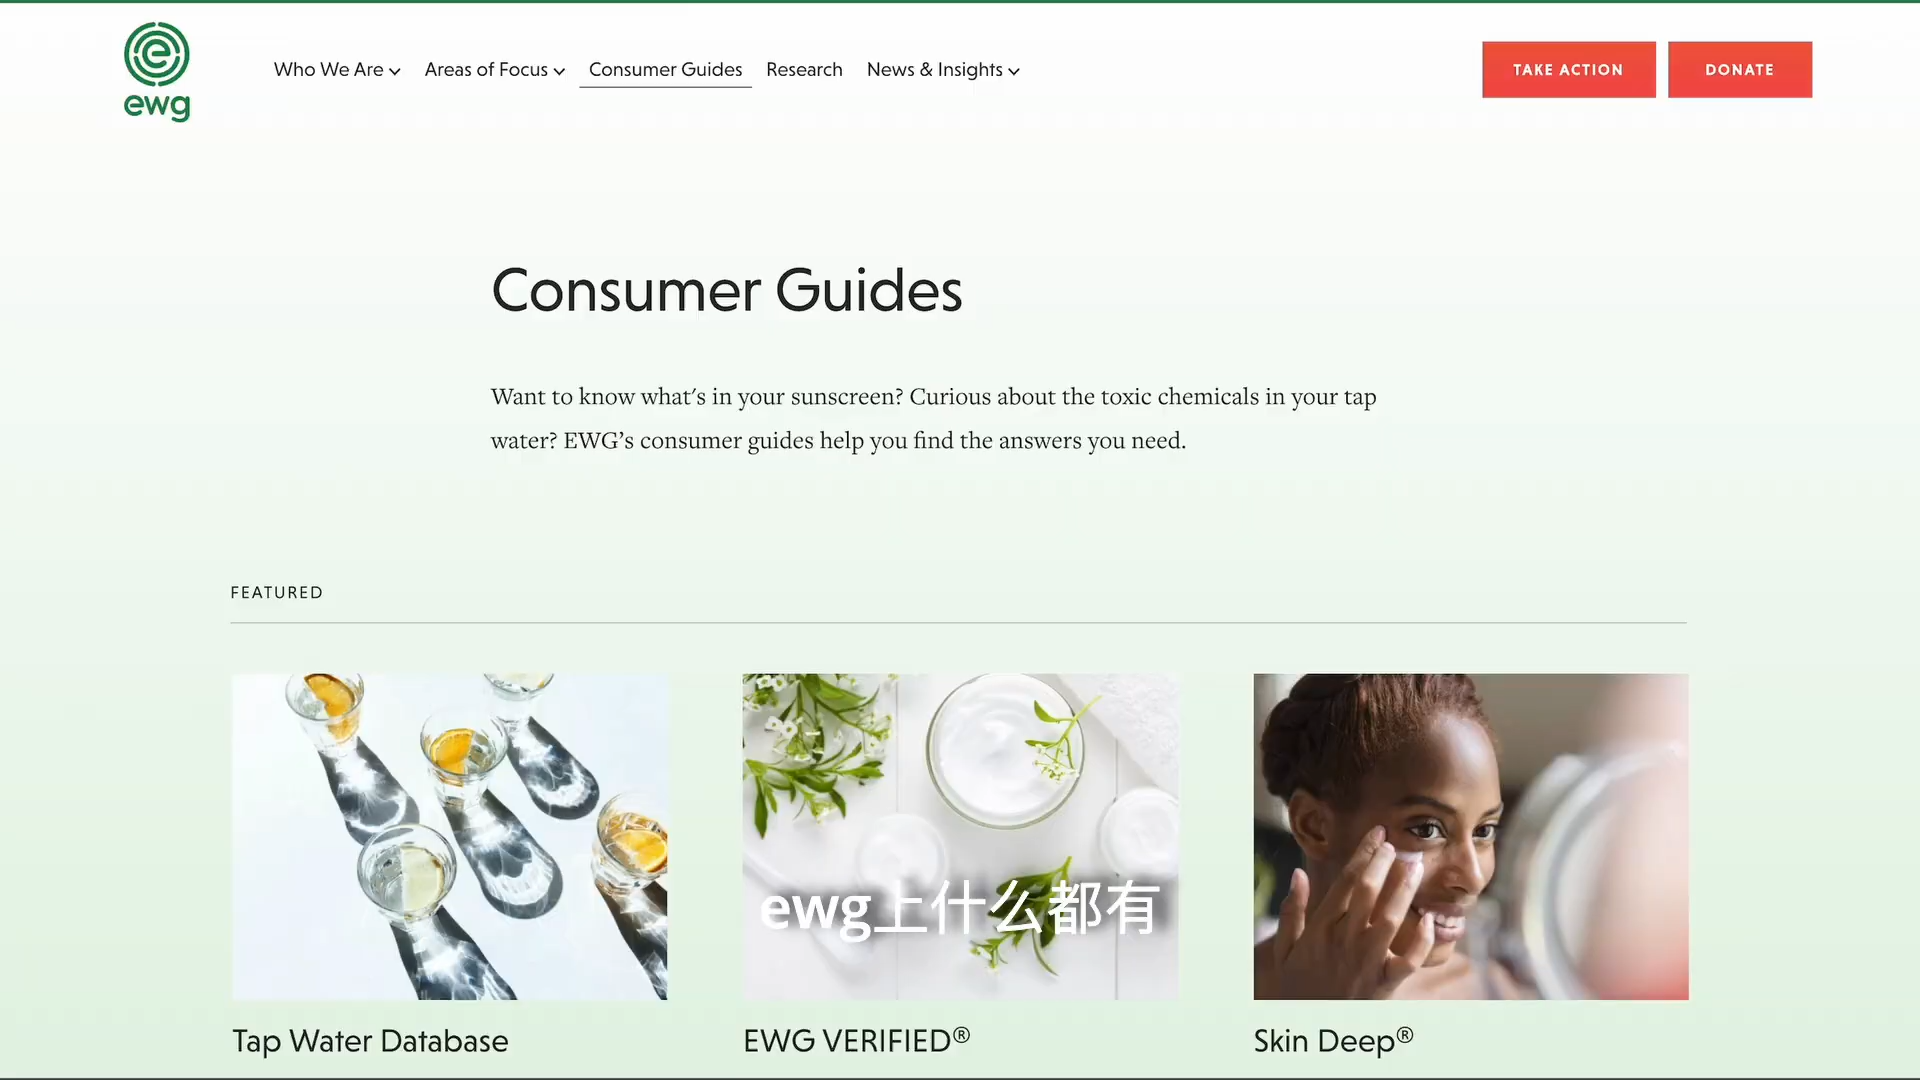 ewg
Who We Are
Areas of Focus
Consumer Guides
Research
News & Insights
TAKE ACTION
DONATE
Consumer Guides
Want to know what's in your sunscreen? Curious about the toxic chemicals in your tap
water? EWG’s consumer guides help you find the answers you need.
FEATURED
ewg上什么都有
Tap Water Database
EWG VERIFIED®
Skin Deep®